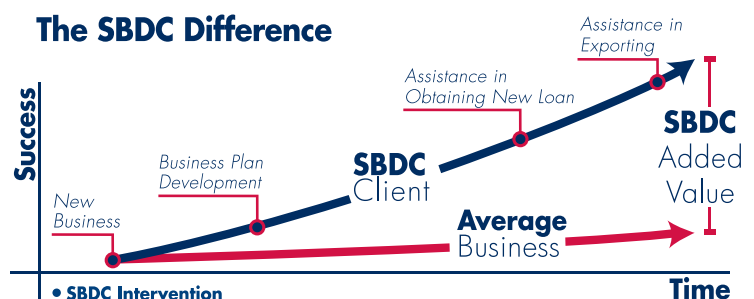 The SBDC Difference
Assistance in
Exporting
Assistance in
Obtaining New Loan
Success
SBDC
Added
Value
Business Plan
Development
SBDC
Client
New
Business
Average
Business
Time
• SBDC Intervention